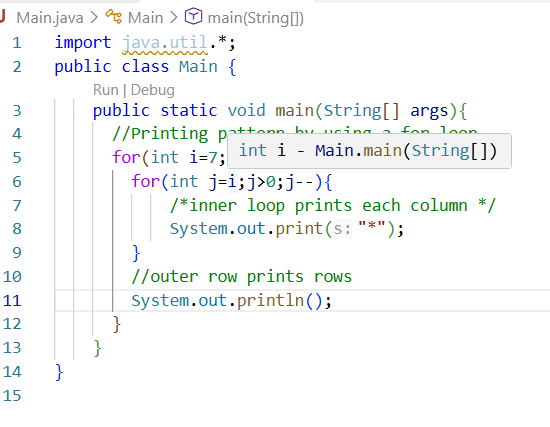 Main.java > Main > main(String[])
1 import java.util.*;
2 public class Main {
Run | Debug
3 public static void main(String[] args){
4 //Printing pattern by using a for loop
5 for(int i=7; int i - Main.main(String[])
6 for(int j=i;j>0;j--){
7 /*inner loop prints each column */
8 System.out.print(s: "*");
9 }
10 //outer row prints rows
11 System.out.println();
12 }
13 }
14 }
15